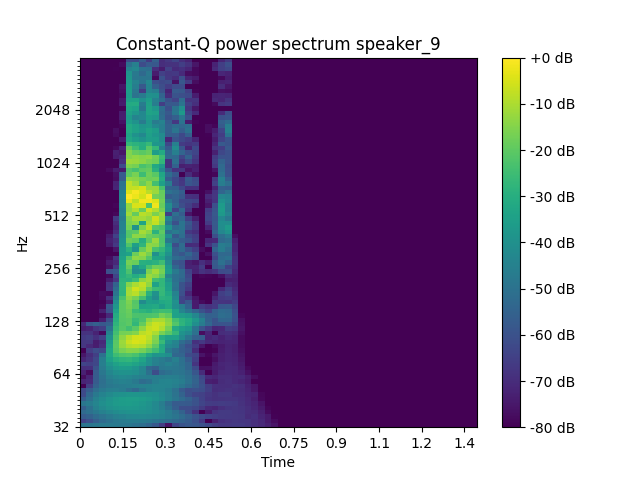 Constant-Q power spectrum speaker_9
Hz
2048
1024
512
256
128
64
32
0 0.15 0.3 0.45 0.6 0.75 0.9 1.1 1.2 1.4
Time
+0 dB
-10 dB
-20 dB
-30 dB
-40 dB
-50 dB
-60 dB
-70 dB
-80 dB